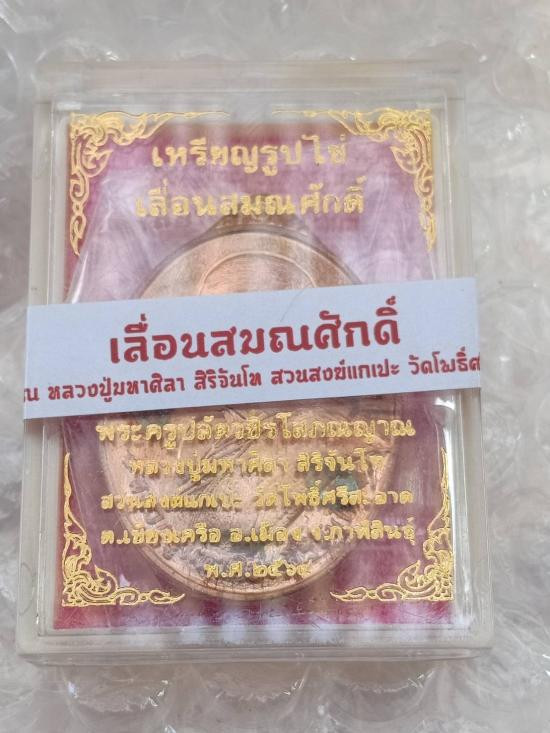 เหรียญรูปไข่
เลื่อนสมณศักดิ์
เลื่อนสมณศักดิ์
หลวงปู่มหาศิลา สิริจันโท สวนสงฆ์แกเปะ วัดโพธิ์ศ
พระครูปลัดวชิรโสภณญาณ
หลวงปู่มหาศิลา สิริจันโท
สวนสงฆ์แกเปะ วัดโพธิ์ศรีสะอาด
ต.เชียงเครือ อ.เมือง จ.กาฬสินธุ์
พ.ศ.๒๕๖๔